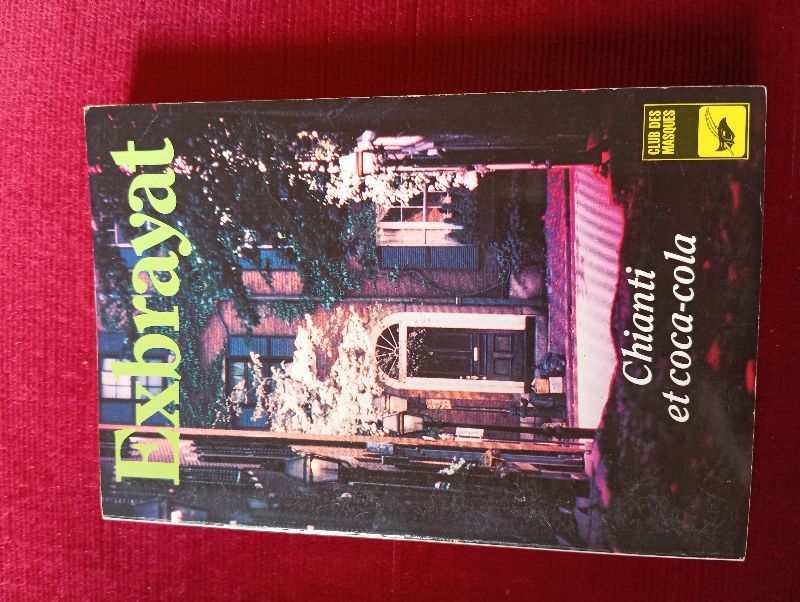 Exbrayat
Chianti
et coca-cola
CLUB DES
MASQUES